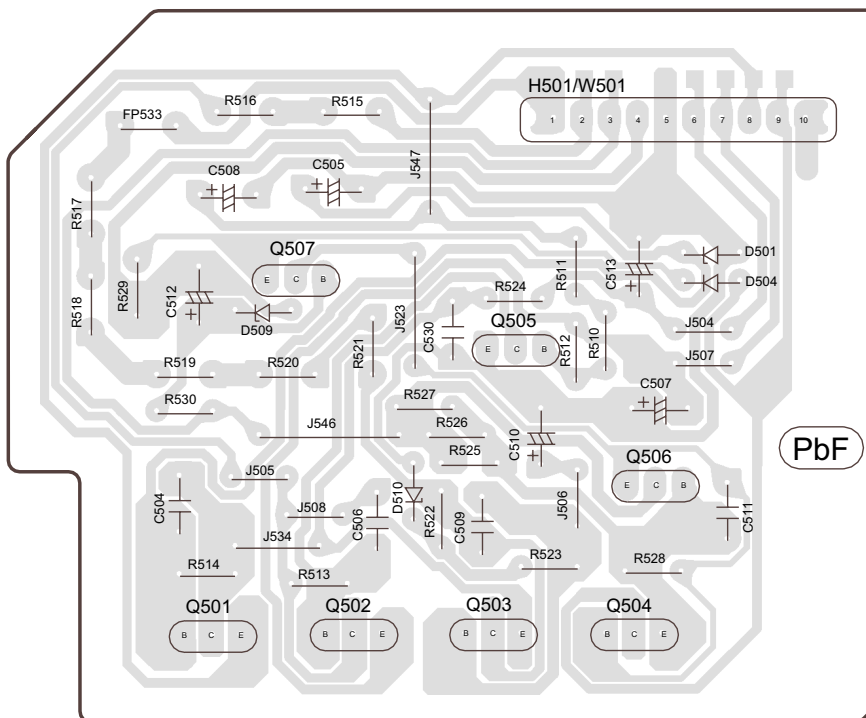 H501/W501
1 2 3 4 5 6 7 8 9 10
R516 R515
FP533
J547
C508 C505
+ +
R517
Q507
E C B
R511
C513
+
D501
D504
R518
R529
C512
+
D509
J523
C530
R524
Q505
E C B
R512
R510
J504
J507
R521
R519 R520
R530
R527
C507
+
J546
R526
R525
C510
+
PbF
Q506
E C B
J505
C504
J508
C506
D510
R522
C509
J506
C511
J534
R514
R513
R523
R528
Q501 Q502 Q503 Q504
B C E B C E B C E B C E